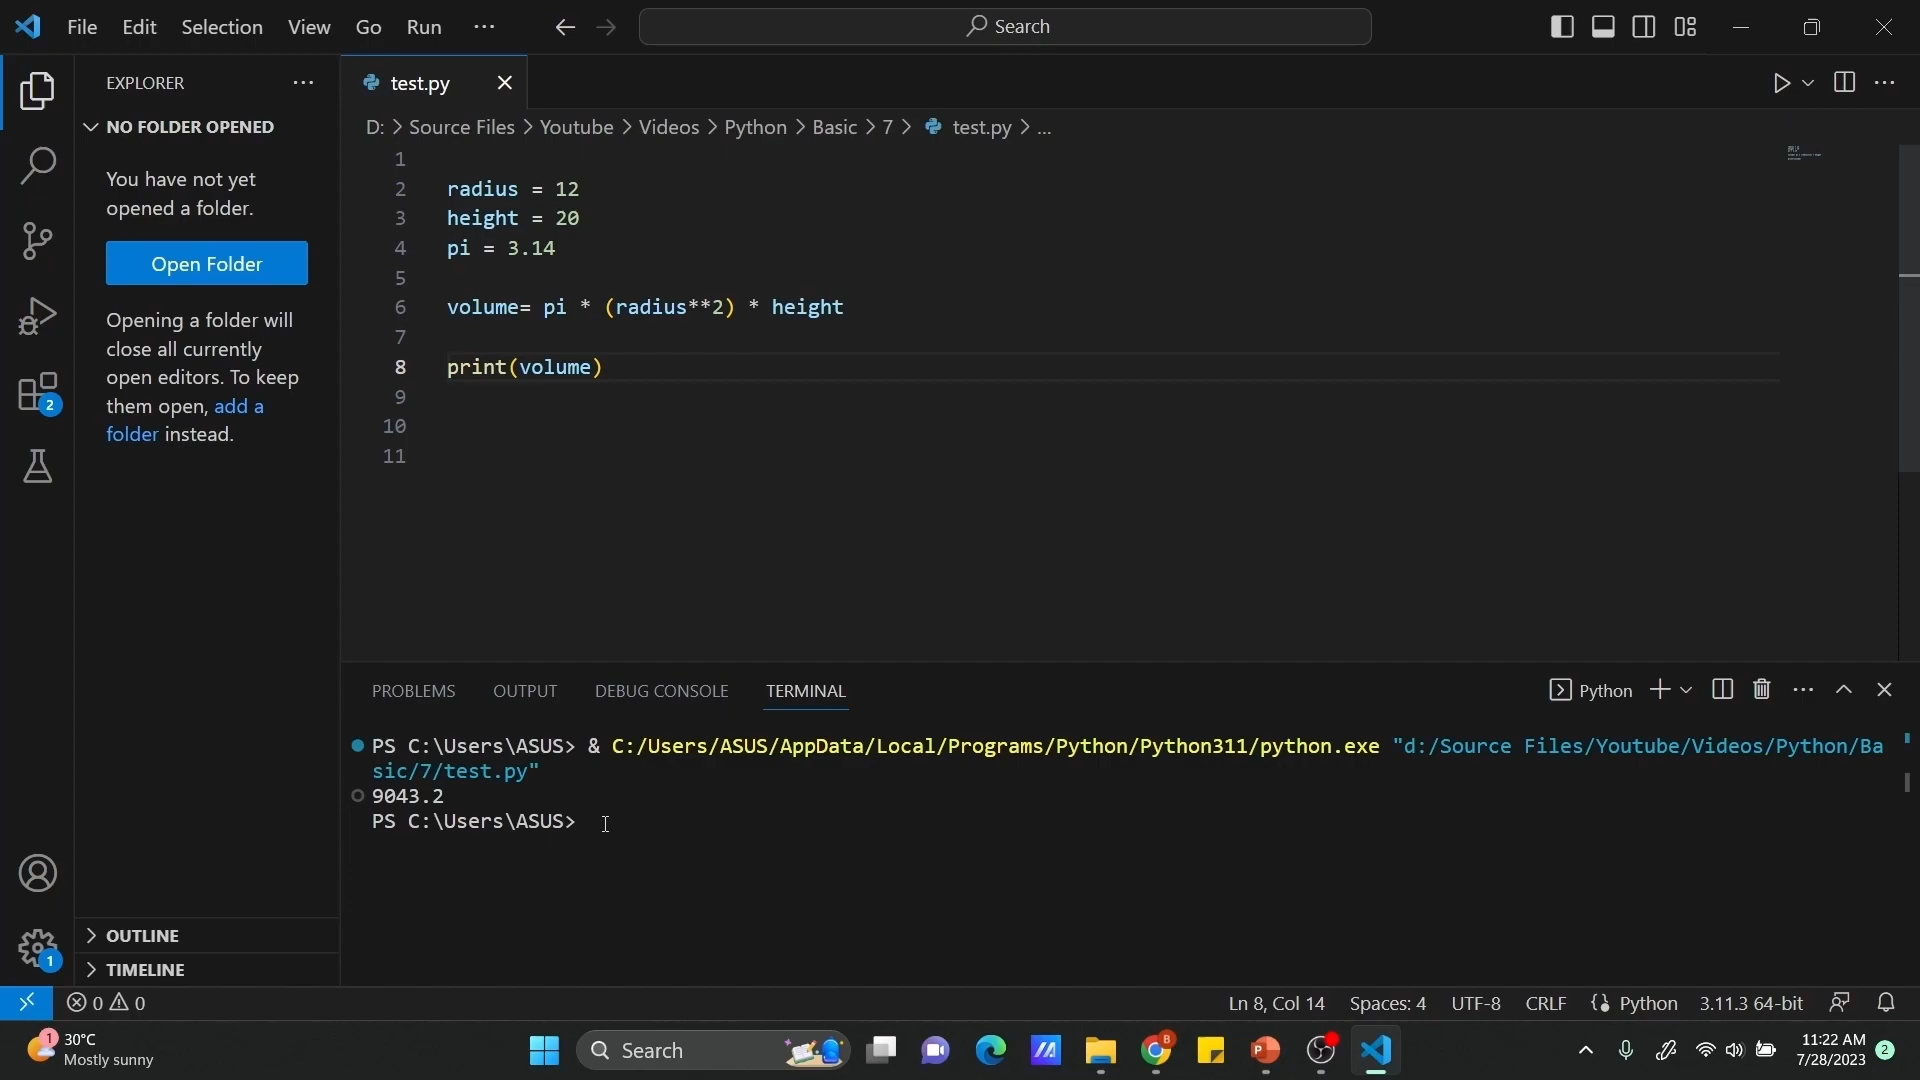 File Edit Selection View Go Run ··· Search
EXPLORER ···
NO FOLDER OPENED
You have not yet
opened a folder.
Open Folder
Opening a folder will
close all currently
open editors. To keep
them open, add a
folder instead.
OUTLINE
TIMELINE
2
1
test.py
D: > Source Files > Youtube > Videos > Python > Basic > 7 > test.py > ...
1
2 radius = 12
3 height = 20
4 pi = 3.14
5
6 volume= pi * (radius**2) * height
7
8 print(volume)
9
10
11
PROBLEMS OUTPUT DEBUG CONSOLE TERMINAL Python
PS C:\Users\ASUS> & C:/Users/ASUS/AppData/Local/Programs/Python/Python311/python.exe "d:/Source Files/Youtube/Videos/Python/Ba
sic/7/test.py"
9043.2
PS C:\Users\ASUS>
0 0 Ln 8, Col 14 Spaces: 4 UTF-8 CRLF Python 3.11.3 64-bit
1 30°C
Mostly sunny
Search
B
P
11:22 AM
7/28/2023
2